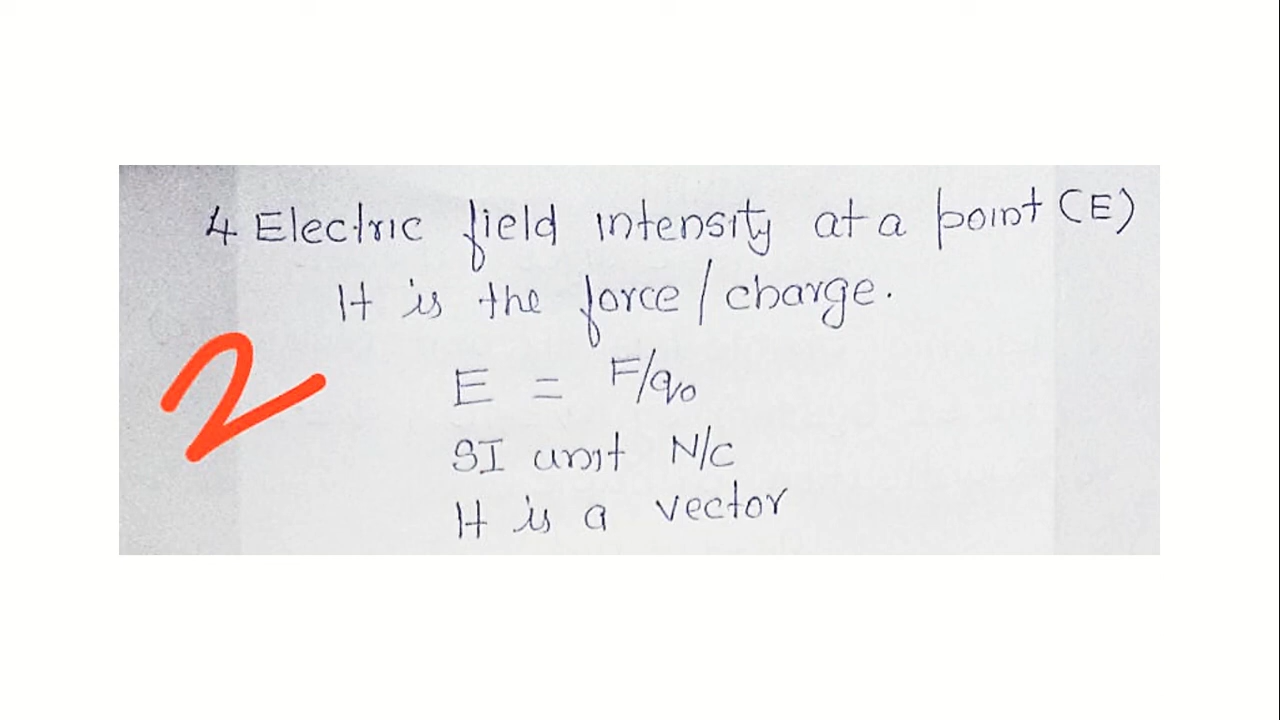 4 Electric field intensity at a point (E)
It is the force/charge.
2
E = F/q₀
SI unit N/C
It is a vector